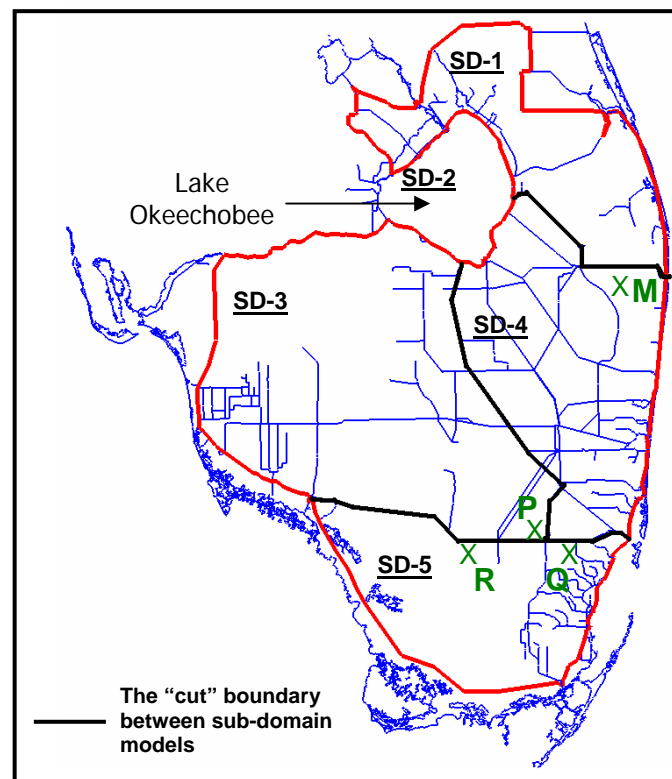 SD-1
SD-2
Lake
Okeechobee
SD-3
X M
SD-4
P
X
X X
R Q
SD-5
The “cut” boundary
between sub-domain
models